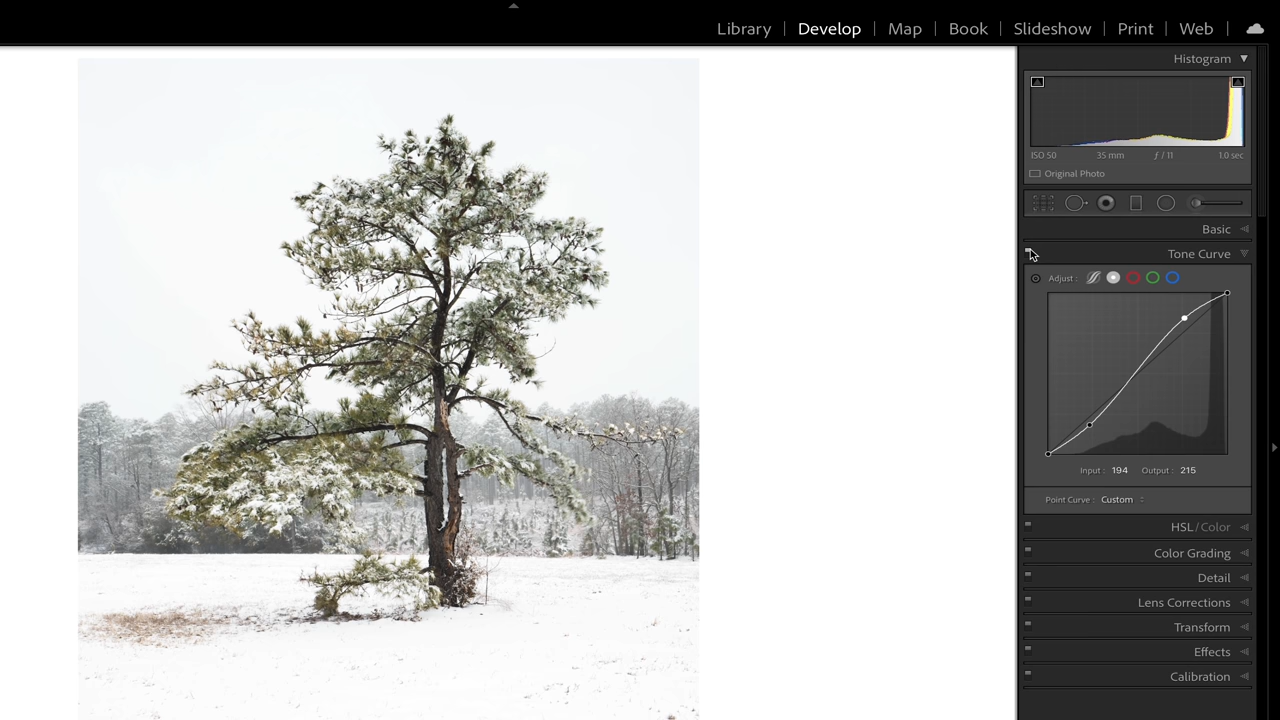 Library | Develop | Map | Book | Slideshow | Print | Web |
Histogram
ISO 50 35 mm ƒ / 11 1.0 sec
Original Photo
Basic
Tone Curve
Adjust :
Input : 194 Output : 215
Point Curve : Custom
HSL / Color
Color Grading
Detail
Lens Corrections
Transform
Effects
Calibration